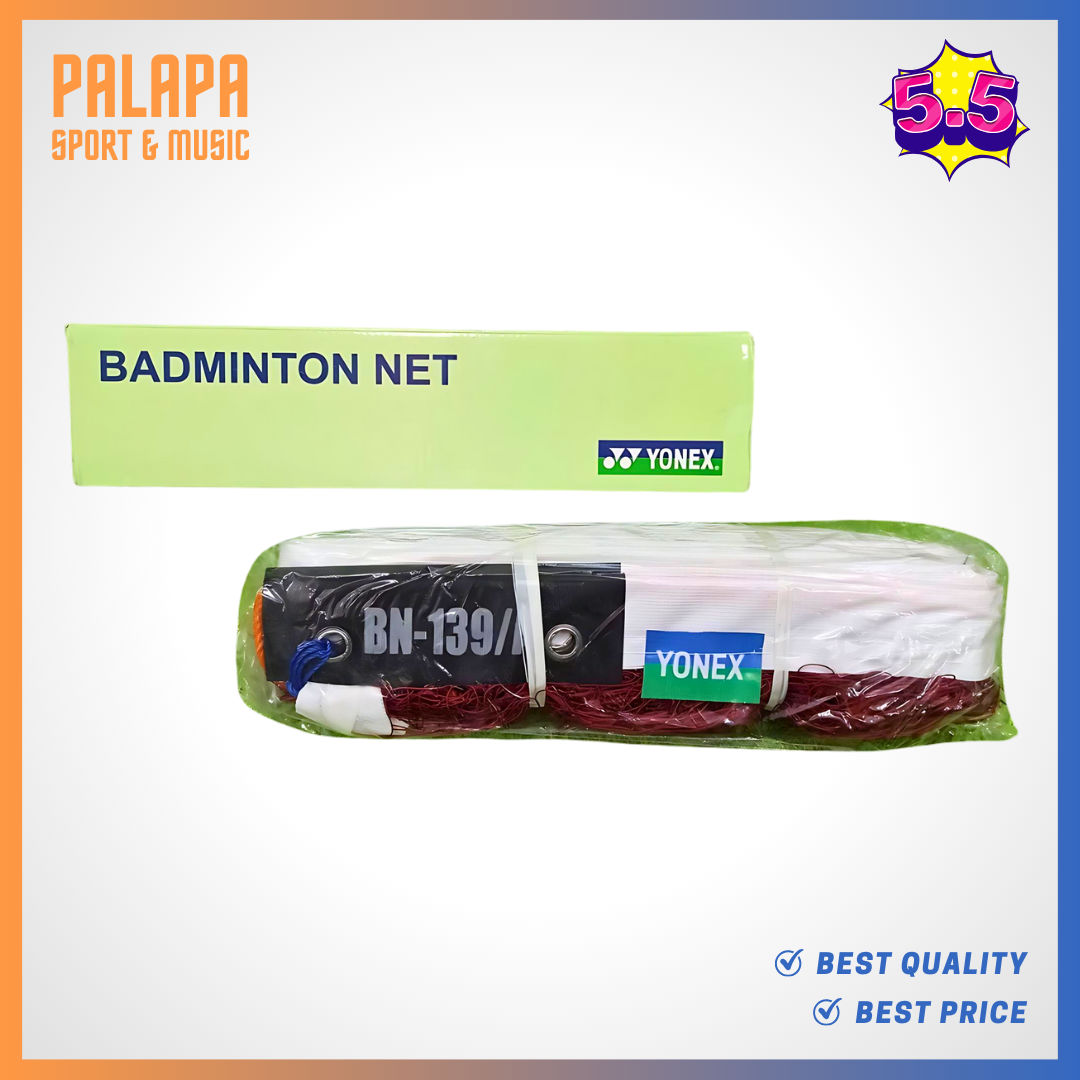 PALAPA
SPORT & MUSIC
5.5
BADMINTON NET
YONEX
BN-139/
YONEX
BEST QUALITY
BEST PRICE